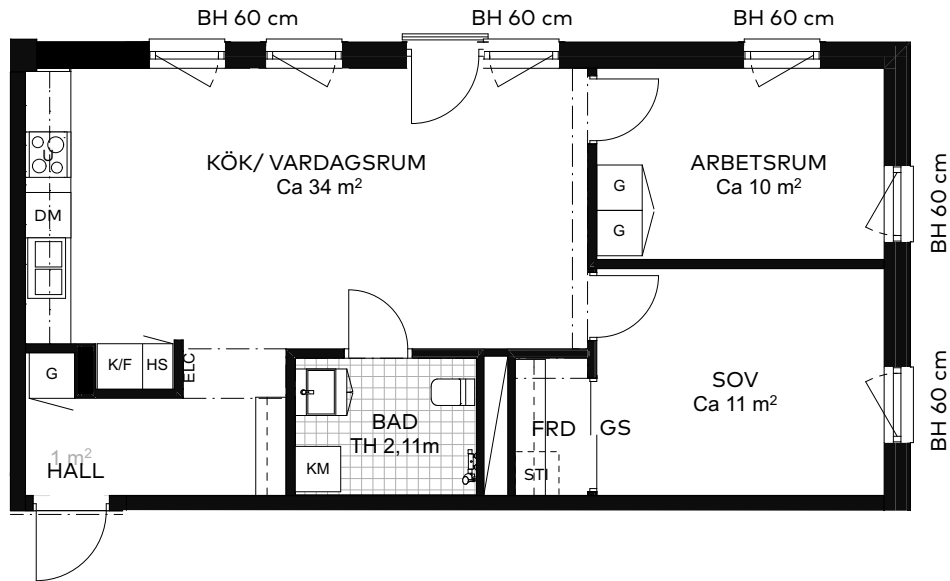 BH 60 cm
BH 60 cm
BH 60 cm
KÖK/ VARDAGSRUM
Ca 34 m²
ARBETSRUM
Ca 10 m²
BH 60 cm
U
DM
G
G
K/F
HS
ELC
G
SOV
Ca 11 m²
BH 60 cm
BAD
TH 2,11m
FRD
GS
1 m²
HALL
KM
STI